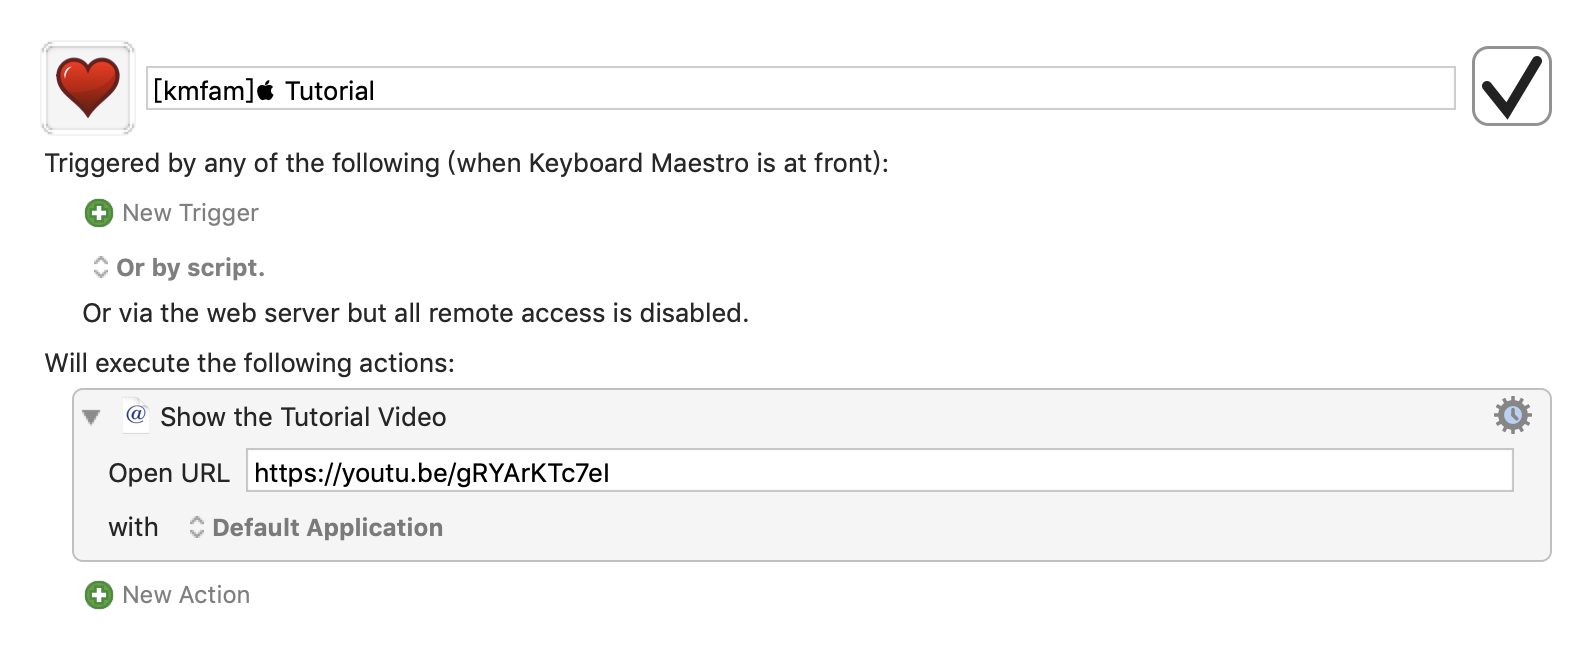 [kmfam] Tutorial
Triggered by any of the following (when Keyboard Maestro is at front):
New Trigger
Or by script.
Or via the web server but all remote access is disabled.
Will execute the following actions:
@ Show the Tutorial Video
Open URL https://youtu.be/gRYArKTc7eI
with Default Application
New Action